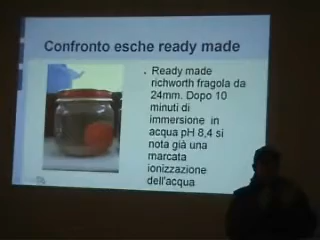 Confronto esche ready made
Ready made
richworth fragola da
24mm. Dopo 10
minuti di
immersione in
acqua pH 8,4 si
nota già una
marcata
ionizzazione
dell'acqua